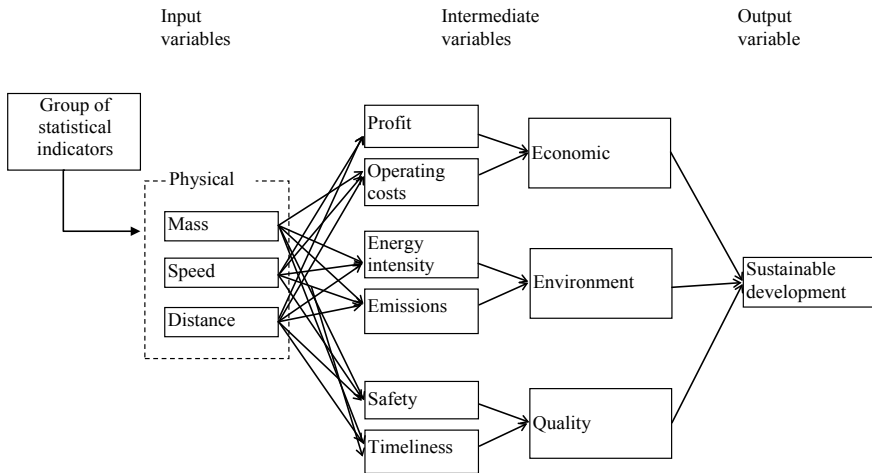 Input
variables
Intermediate
variables
Output
variable
Group of
statistical
indicators
Physical
Mass
Speed
Distance
Profit
Operating
costs
Energy
intensity
Emissions
Safety
Timeliness
Economic
Environment
Quality
Sustainable
development